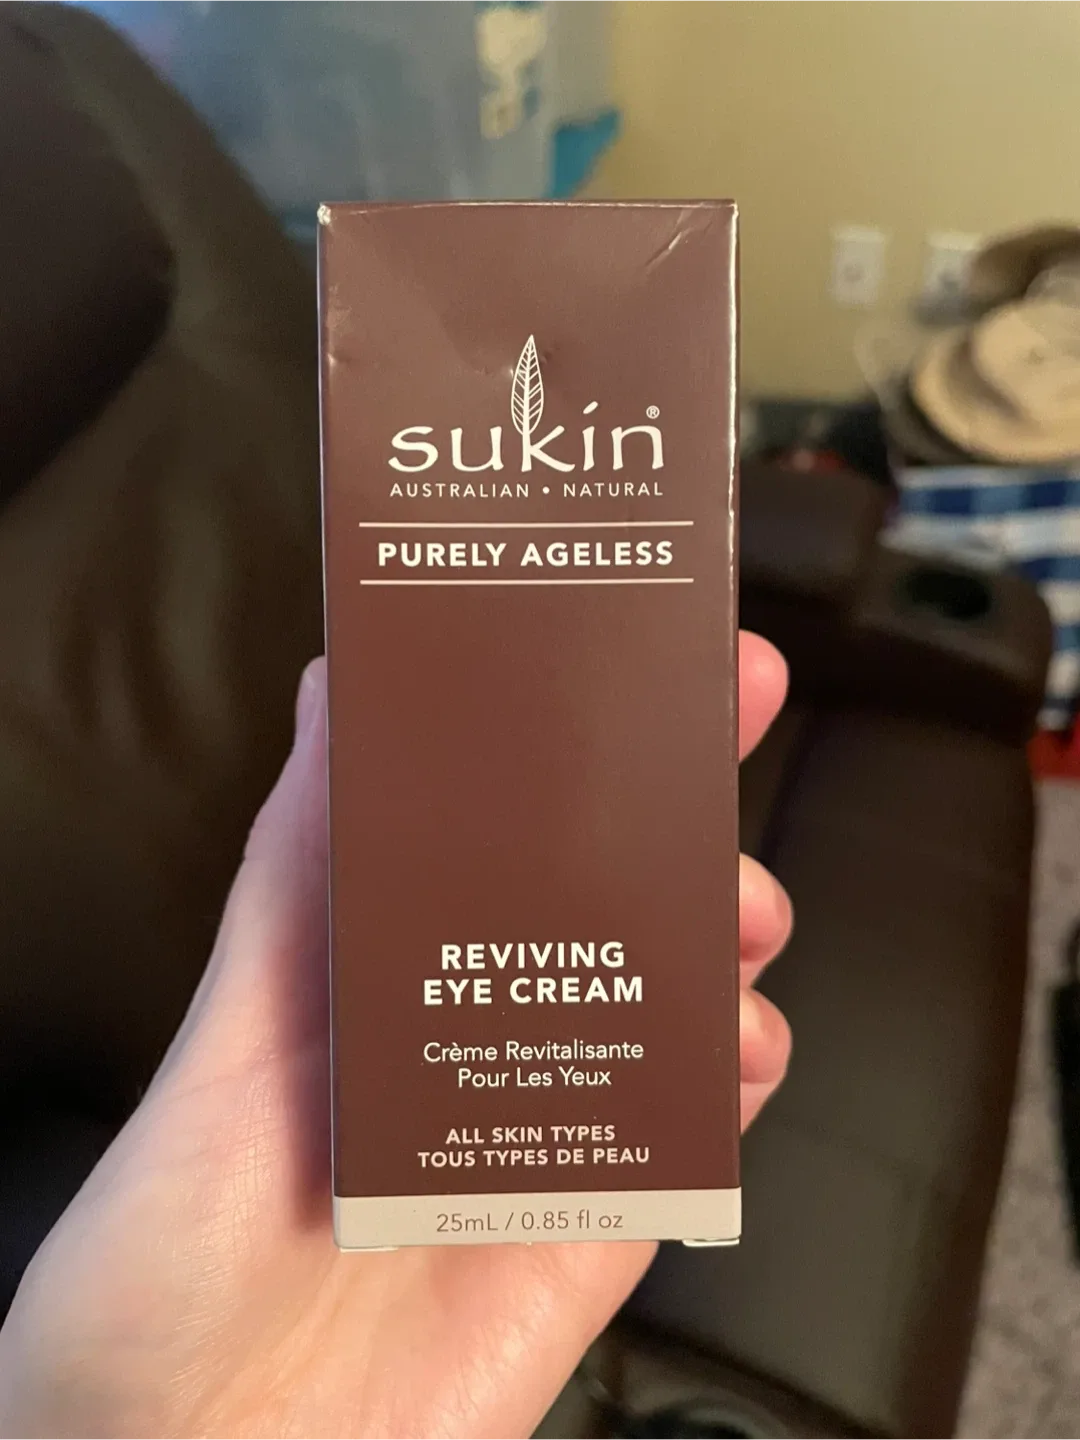 sukin®
AUSTRALIAN • NATURAL
PURELY AGELESS
REVIVING
EYE CREAM
Crème Revitalisante
Pour Les Yeux
ALL SKIN TYPES
TOUS TYPES DE PEAU
25mL / 0.85 fl oz